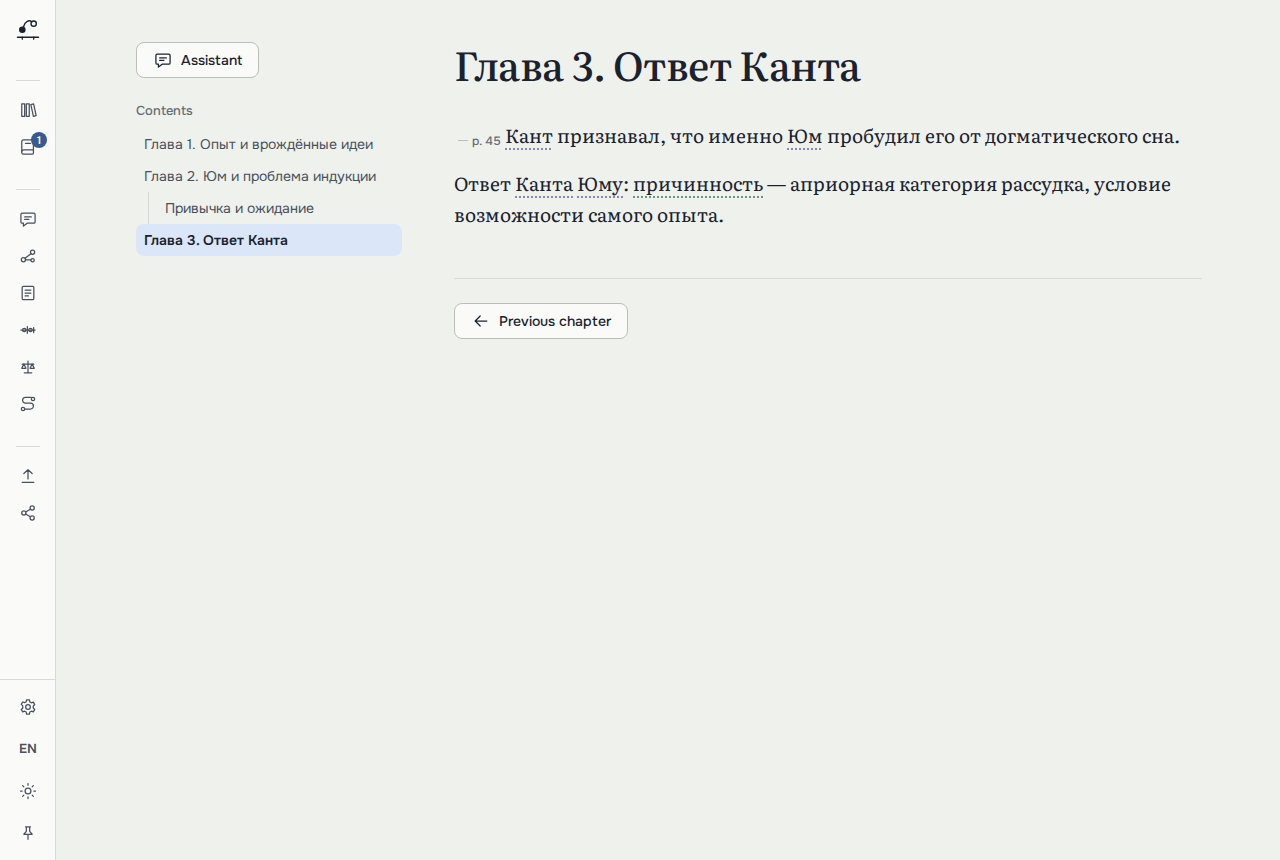 1
EN
Assistant
Contents
Глава 1. Опыт и врождённые идеи
Глава 2. Юм и проблема индукции
Привычка и ожидание
Глава 3. Ответ Канта
Глава 3. Ответ Канта
— p. 45 Кант признавал, что именно Юм пробудил его от догматического сна.
Ответ Канта Юму: причинность — априорная категория рассудка, условие
возможности самого опыта.
← Previous chapter